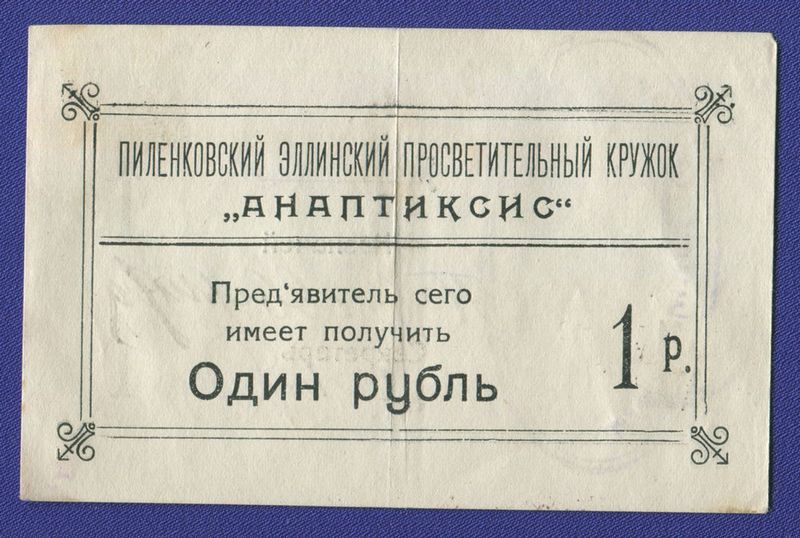 ПИЛЕНКОВСКИЙ ЭЛЛИНСКИЙ ПРОСВЕТИТЕЛЬНЫЙ КРУЖОК
„АНАПТИКСИС“
Пред‘явитель сего
имеет получить
Один рубль
1 р.